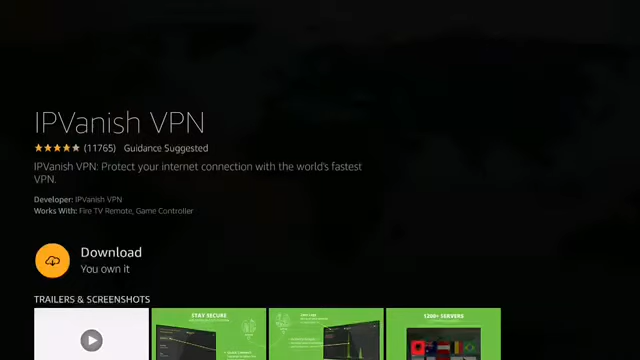 IPVanish VPN
(11765) Guidance Suggested
IPVanish VPN: Protect your internet connection with the world's fastest
VPN.
Developer: IPVanish VPN
Works With: Fire TV Remote, Game Controller
Download
You own it
TRAILERS & SCREENSHOTS
STAY SECURE
1200+ SERVERS